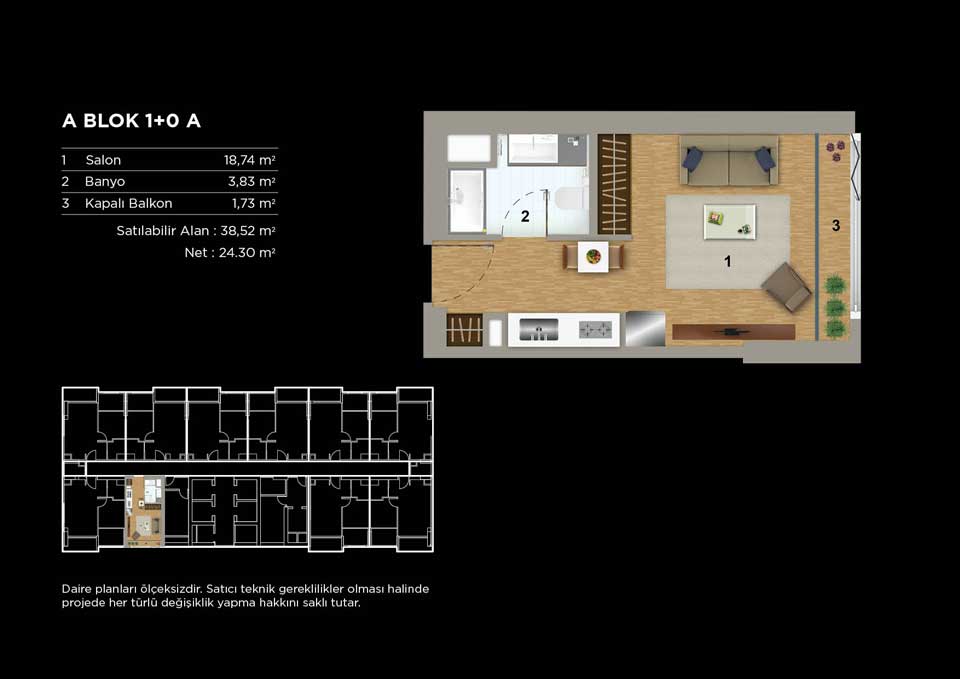 A BLOK 1+0 A
1 Salon 18,74 m²
2 Banyo 3,83 m²
3 Kapalı Balkon 1,73 m²
Satılabilir Alan : 38,52 m²
Net : 24.30 m²
2
1
3
Daire planları ölçeksizdir. Satıcı teknik gereklilikler olması halinde
projede her türlü değişiklik yapma hakkını saklı tutar.